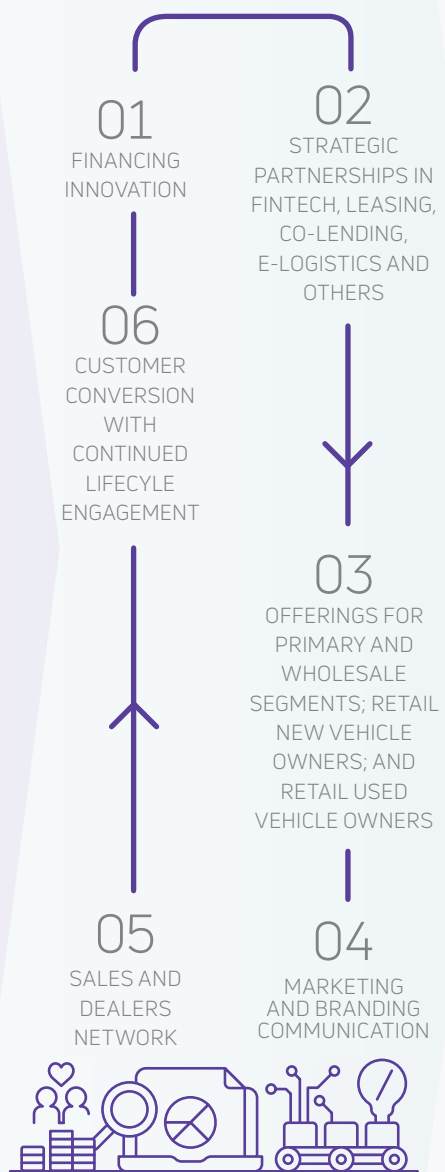 01
FINANCING
INNOVATION
02
STRATEGIC
PARTNERSHIPS IN
FINTECH, LEASING,
CO-LENDING,
E-LOGISTICS AND
OTHERS
03
OFFERINGS FOR
PRIMARY AND
WHOLESALE
SEGMENTS; RETAIL
NEW VEHICLE
OWNERS; AND
RETAIL USED
VEHICLE OWNERS
04
MARKETING
AND BRANDING
COMMUNICATION
05
SALES AND
DEALERS
NETWORK
06
CUSTOMER
CONVERSION
WITH
CONTINUED
LIFECYLE
ENGAGEMENT